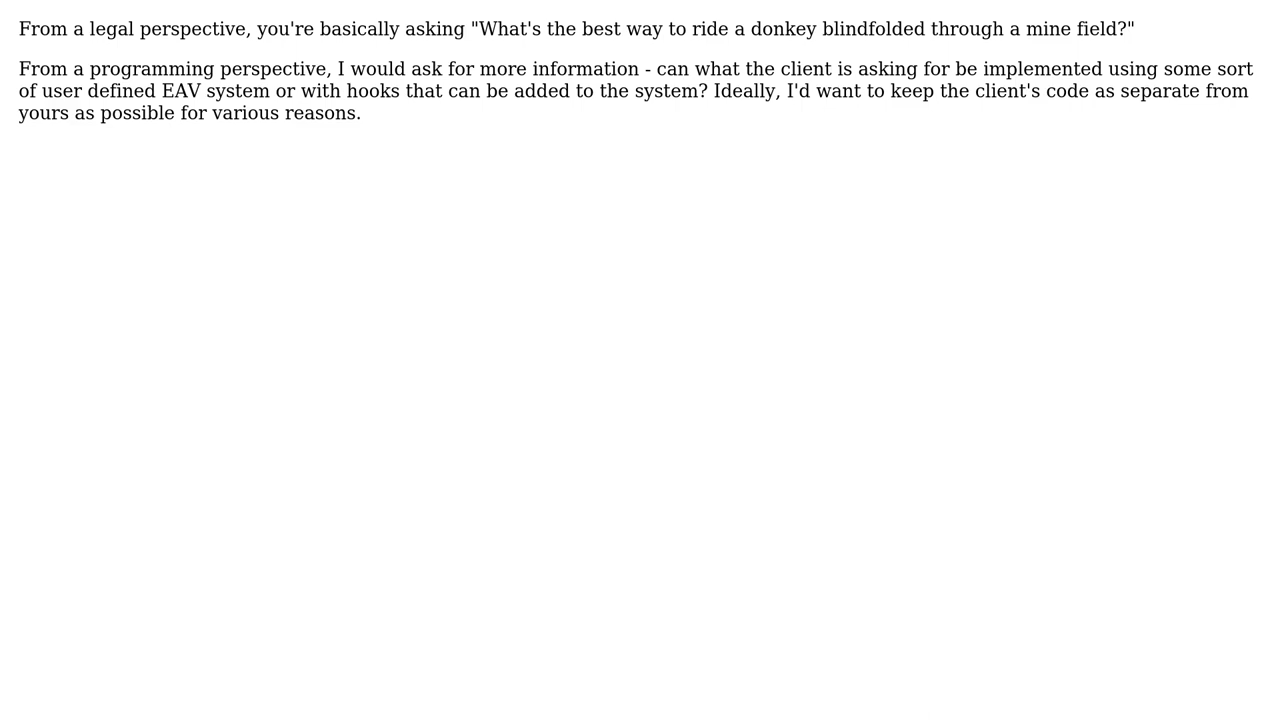 From a legal perspective, you're basically asking "What's the best way to ride a donkey blindfolded through a mine field?"
From a programming perspective, I would ask for more information - can what the client is asking for be implemented using some sort
of user defined EAV system or with hooks that can be added to the system? Ideally, I'd want to keep the client's code as separate from
yours as possible for various reasons.